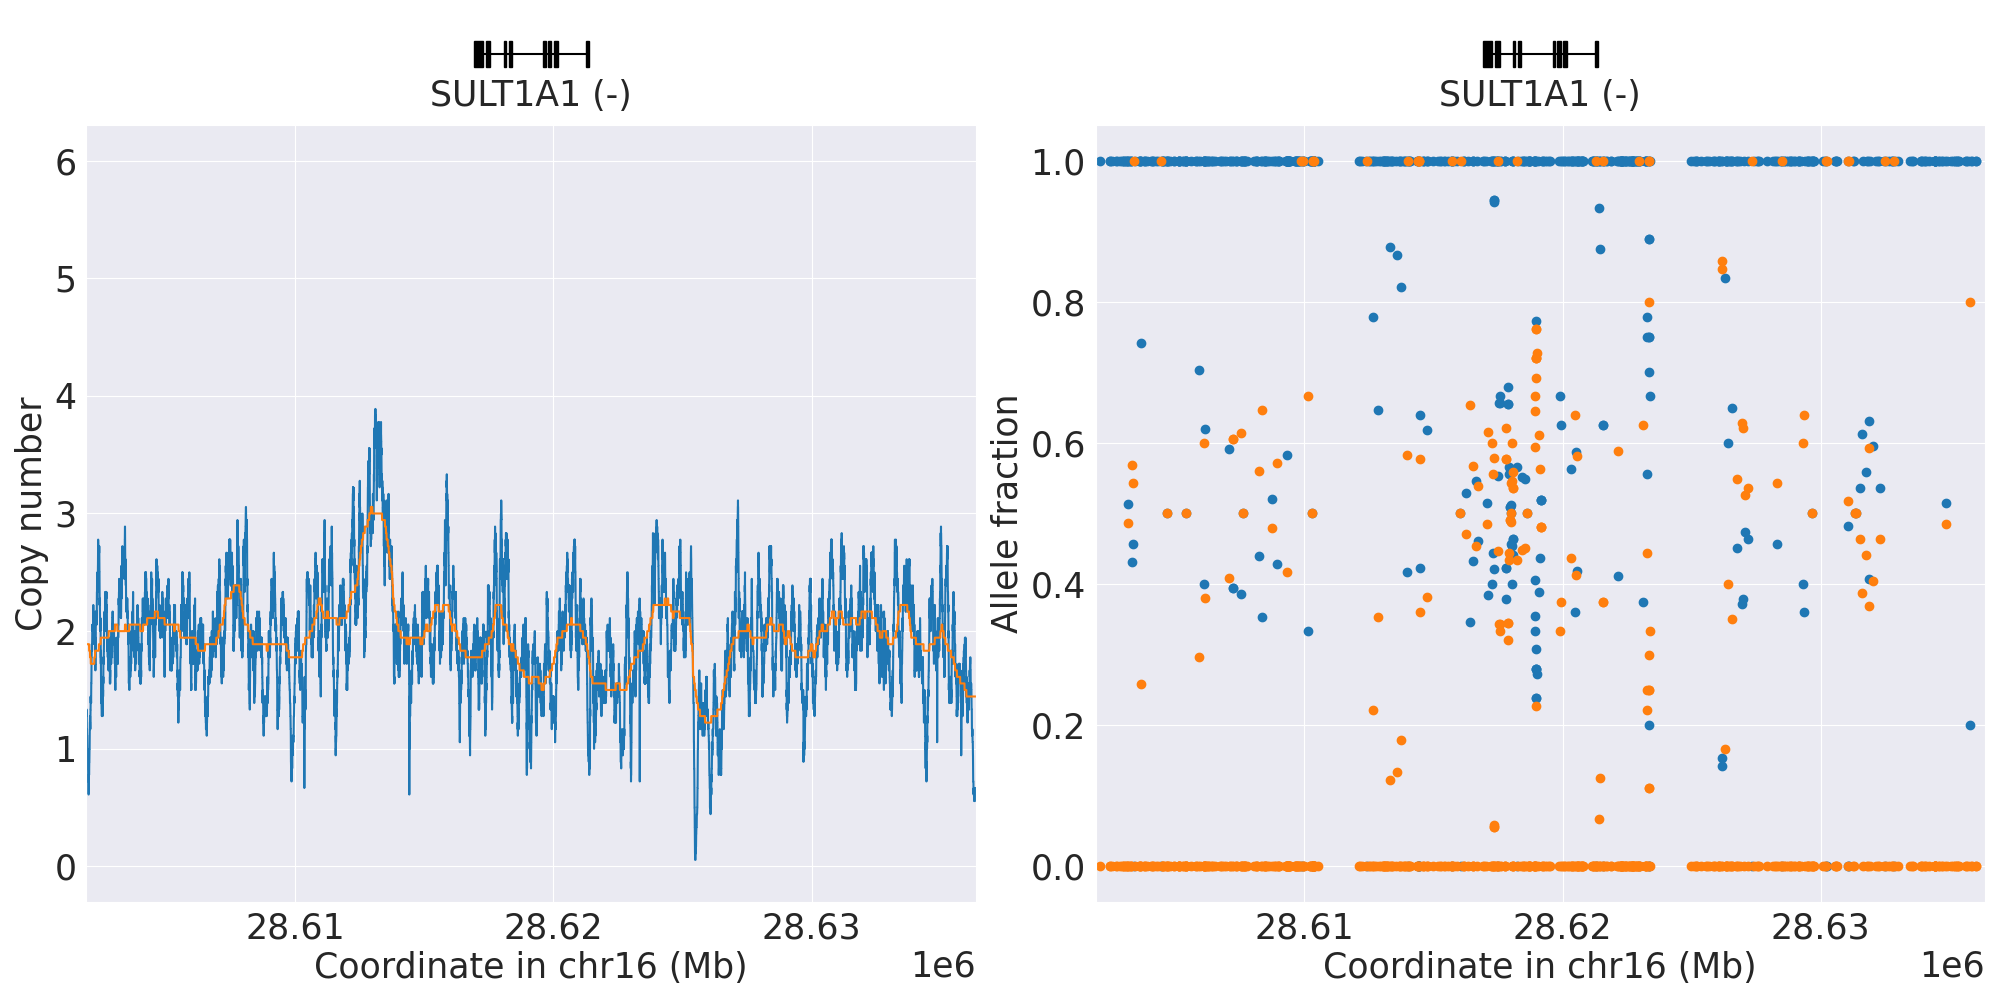 SULT1A1 (-)
Copy number
6
5
4
3
2
1
0
28.61 28.62 28.63
Coordinate in chr16 (Mb) 1e6
SULT1A1 (-)
Allele fraction
1.0
0.8
0.6
0.4
0.2
0.0
28.61 28.62 28.63
Coordinate in chr16 (Mb) 1e6